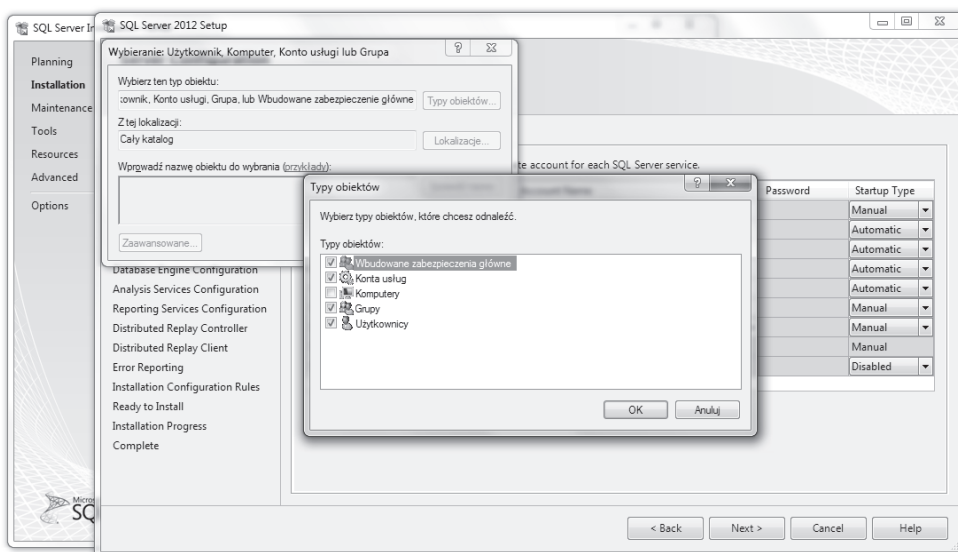 SQL Server In
SQL Server 2012 Setup
Planning
Installation
Maintenance
Tools
Resources
Advanced
Options
Wybieranie: Użytkownik, Komputer, Konto usługi lub Grupa
Wybierz ten typ obiektu:
:ownik, Konto usługi, Grupa, lub Wbudowane zabezpieczenie główne
Typy obiektów...
Z tej lokalizacji:
Cały katalog
Lokalizacje...
Wprowadź nazwę obiektu do wybrania (przykłady):
Zaawansowane...
te account for each SQL Server service.
Account Name
Password
Startup Type
Manual
Automatic
Automatic
Automatic
Automatic
Manual
Manual
Manual
Disabled
Typy obiektów
Wybierz typy obiektów, które chcesz odnaleźć.
Typy obiektów:
Wbudowane zabezpieczenia główne
Konta usług
Komputery
Grupy
Użytkownicy
OK
Anuluj
Database Engine Configuration
Analysis Services Configuration
Reporting Services Configuration
Distributed Replay Controller
Distributed Replay Client
Error Reporting
Installation Configuration Rules
Ready to Install
Installation Progress
Complete
Micros
SQ
< Back
Next >
Cancel
Help